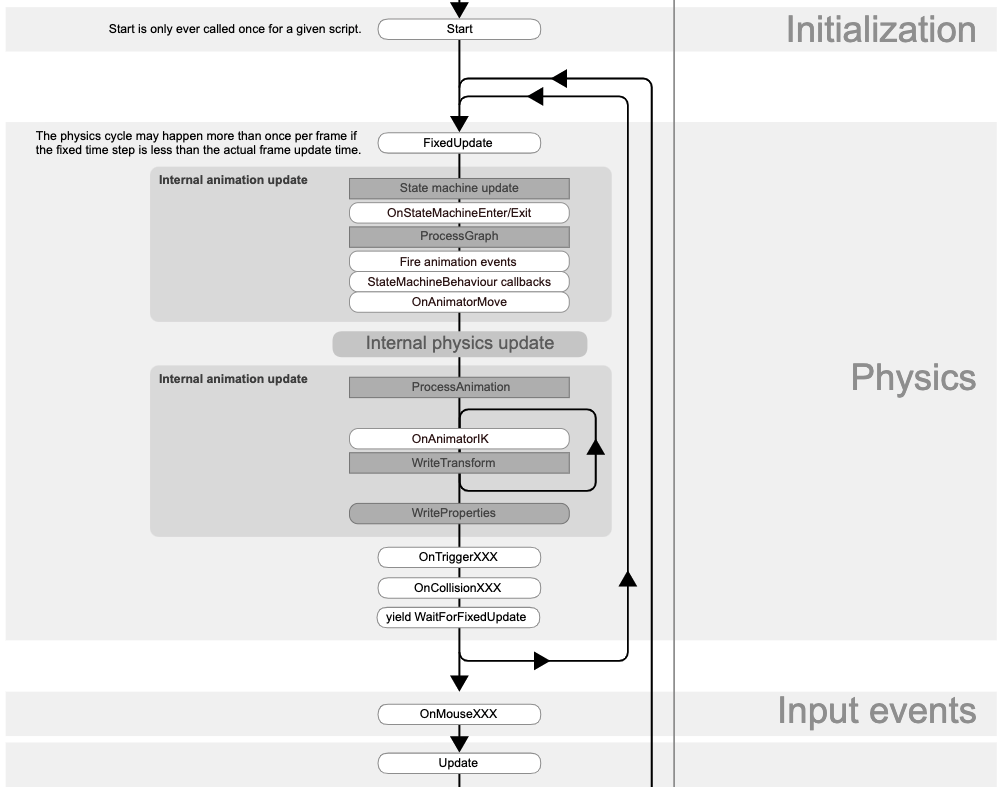 Start is only ever called once for a given script.
Start
Initialization
The physics cycle may happen more than once per frame if
the fixed time step is less than the actual frame update time.
FixedUpdate
Internal animation update
State machine update
OnStateMachineEnter/Exit
ProcessGraph
Fire animation events
StateMachineBehaviour callbacks
OnAnimatorMove
Internal physics update
Physics
Internal animation update
ProcessAnimation
OnAnimatorIK
WriteTransform
WriteProperties
OnTriggerXXX
OnCollisionXXX
yield WaitForFixedUpdate
OnMouseXXX
Input events
Update